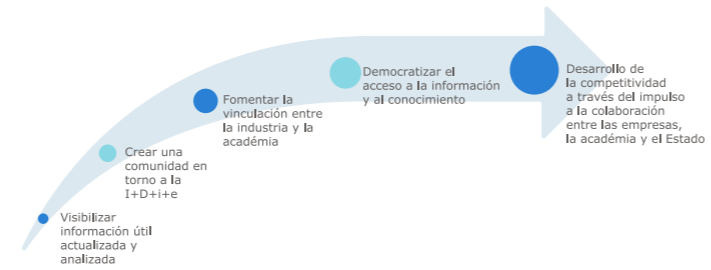 Visibilizar
información útil
actualizada y
analizada
Crear una
comunidad en
torno a la
I+D+i+e
Fomentar la
vinculación entre
la industria y la
académia
Democratizar el
acceso a la información
y al conocimiento
Desarrollo de
la competitividad
a través del impulso
a la colaboración
entre las empresas,
la académia y el Estado